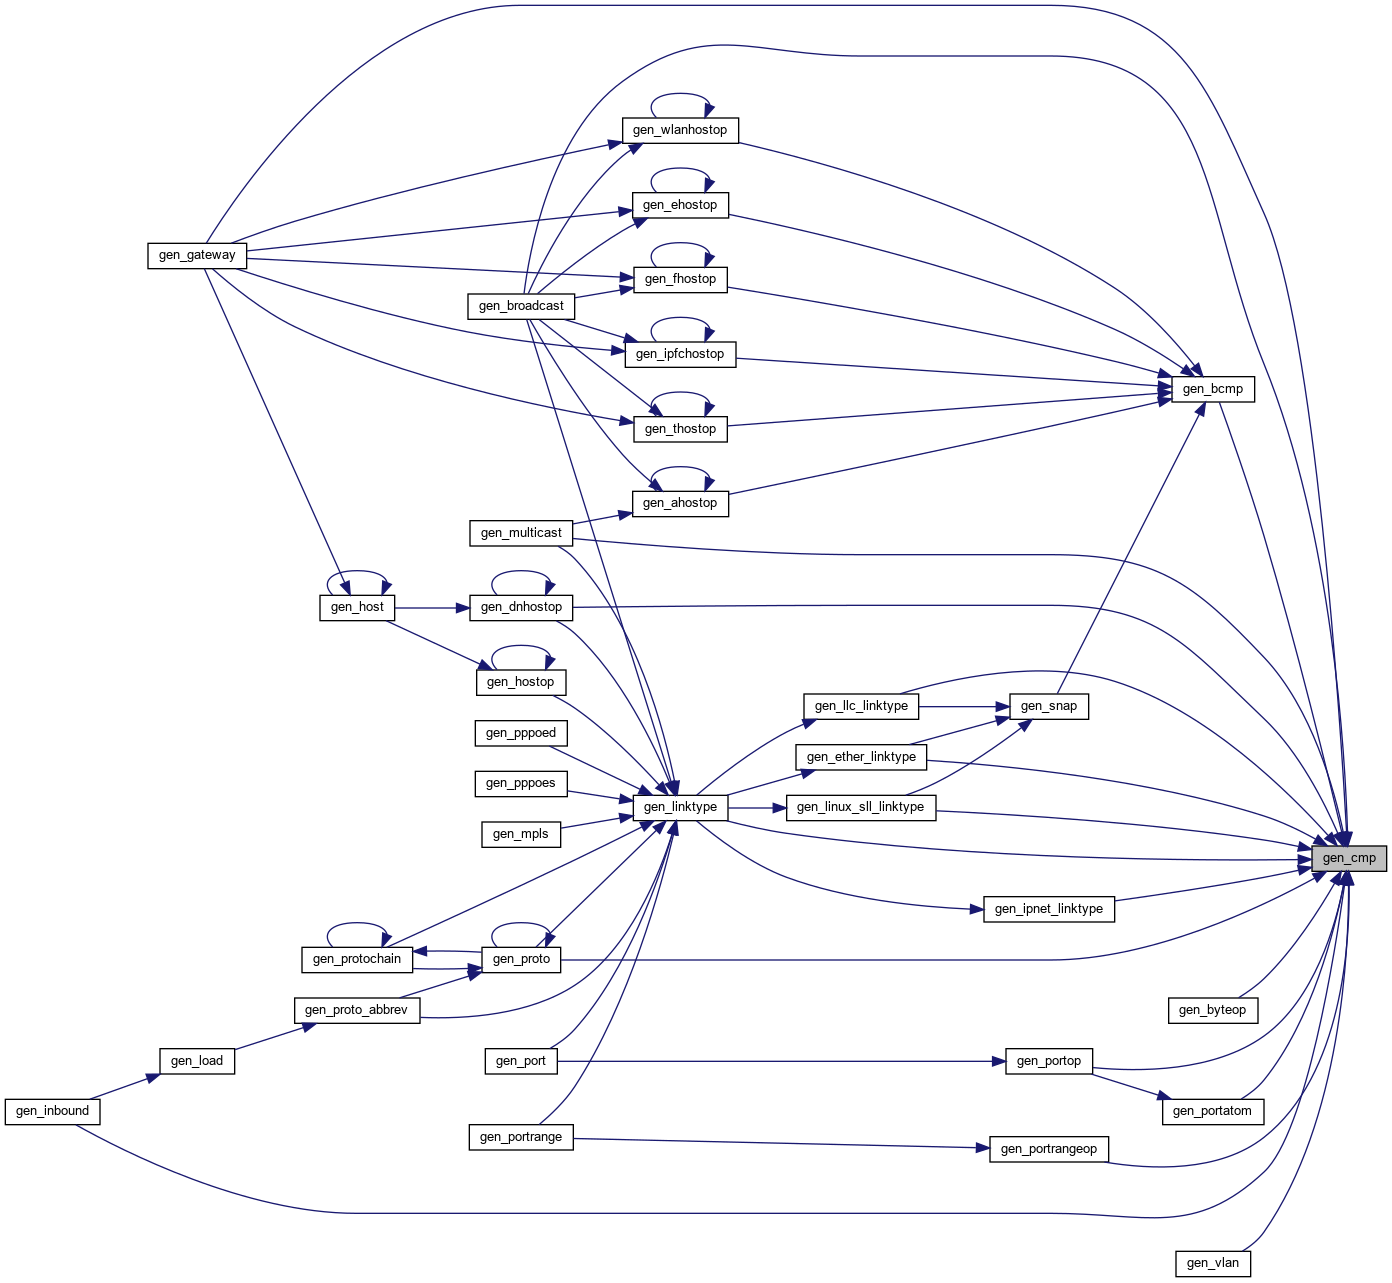 gen_wlanhostop
gen_ehostop
gen_gateway
gen_fhostop
gen_broadcast
gen_ipfchostop
gen_bcmp
gen_thostop
gen_ahostop
gen_multicast
gen_host
gen_dnhostop
gen_hostop
gen_llc_linktype
gen_snap
gen_pppoed
gen_ether_linktype
gen_pppoes
gen_linktype
gen_linux_sll_linktype
gen_mpls
gen_cmp
gen_ipnet_linktype
gen_protochain
gen_proto
gen_proto_abbrev
gen_byteop
gen_load
gen_port
gen_portop
gen_inbound
gen_portatom
gen_portrange
gen_portrangeop
gen_vlan